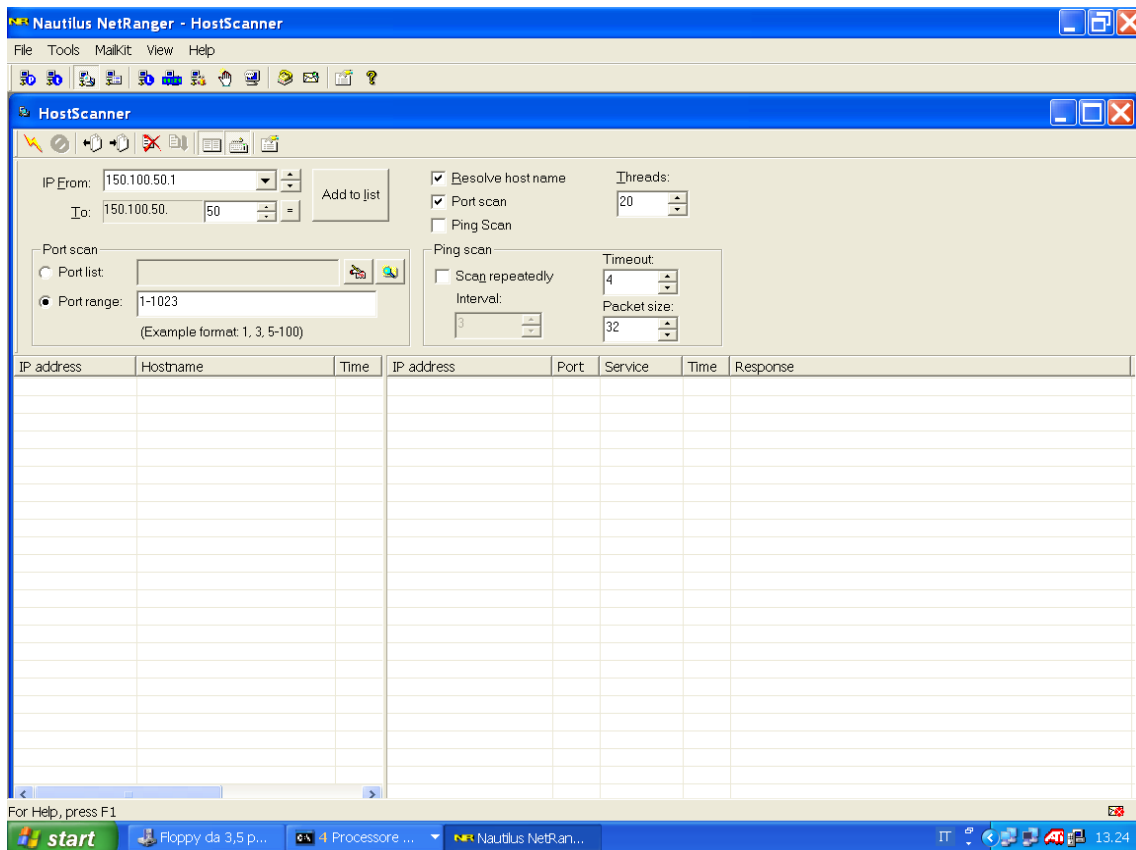 NR Nautilus NetRanger - HostScanner
File Tools MailKit View Help
HostScanner
IP From: 150.100.50.1
To: 150.100.50. 50 =
Add to list
Resolve host name
Port scan
Ping Scan
Threads:
20
Port scan
Port list:
Port range: 1-1023
(Example format: 1, 3, 5-100)
Ping scan
Scan repeatedly
Interval:
3
Timeout:
4
Packet size:
32
IP address Hostname Time IP address Port Service Time Response
For Help, press F1
start Floppy da 3,5 p... 4 Processore ... NR Nautilus NetRan... IT ATI 13.24